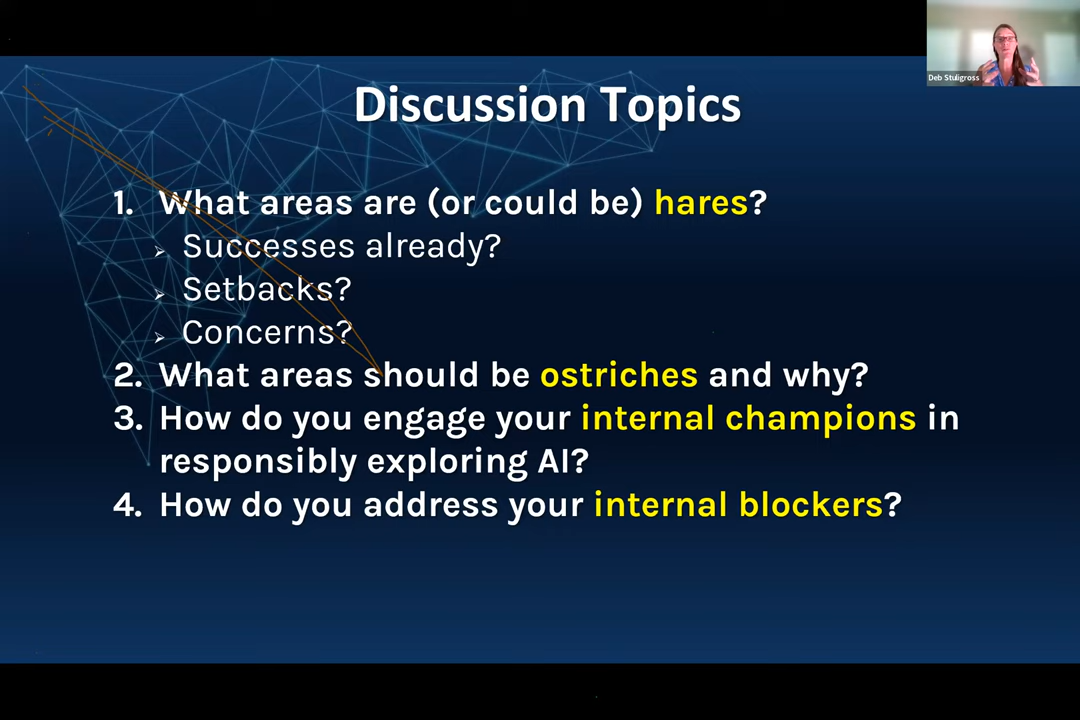 Deb Stuligross
Discussion Topics
1. What areas are (or could be) hares?
➢ Successes already?
➢ Setbacks?
➢ Concerns?
2. What areas should be ostriches and why?
3. How do you engage your internal champions in
responsibly exploring AI?
4. How do you address your internal blockers?